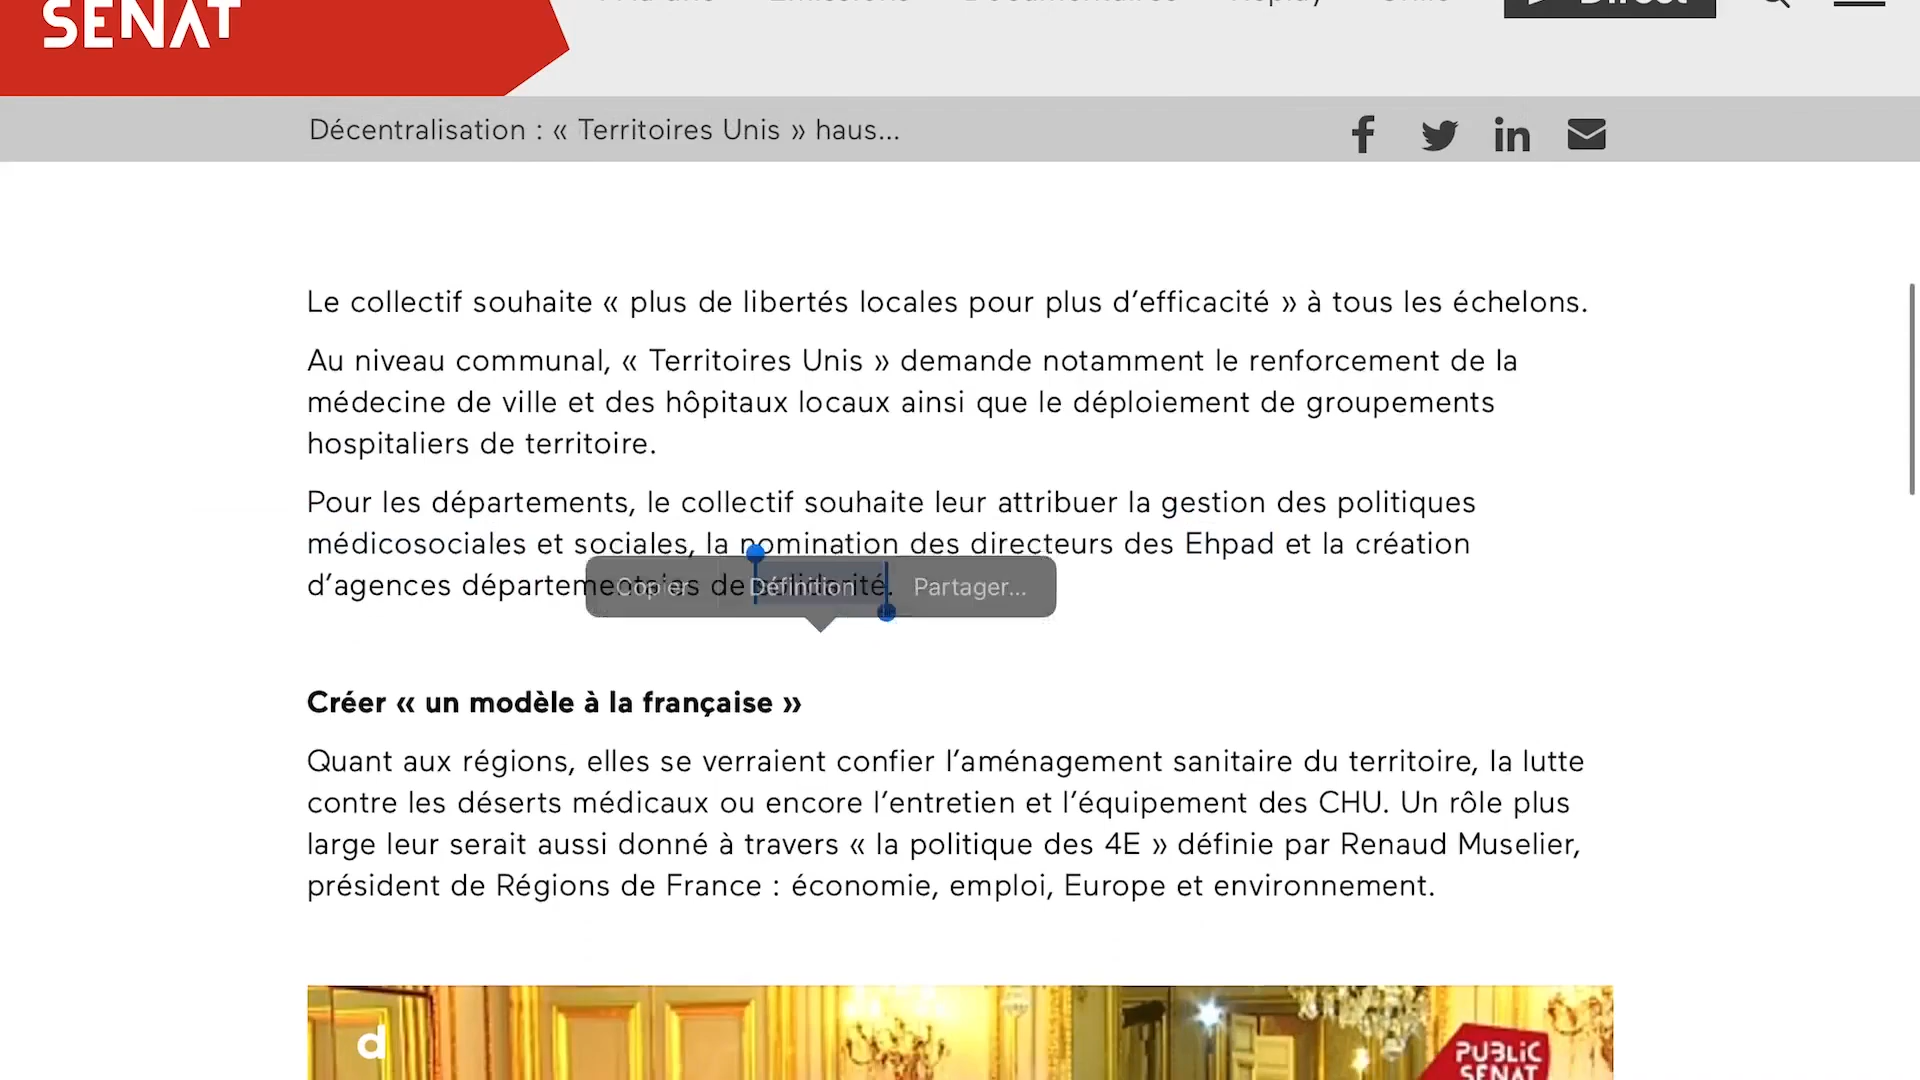 SENAT
Direct
Décentralisation : « Territoires Unis » haus...
Le collectif souhaite « plus de libertés locales pour plus d’efficacité » à tous les échelons.
Au niveau communal, « Territoires Unis » demande notamment le renforcement de la
médecine de ville et des hôpitaux locaux ainsi que le déploiement de groupements
hospitaliers de territoire.
Pour les départements, le collectif souhaite leur attribuer la gestion des politiques
médicosociales et sociales, la nomination des directeurs des Ehpad et la création
d’agences départementales de solidarité.
Copier Définition Partager...
Créer « un modèle à la française »
Quant aux régions, elles se verraient confier l’aménagement sanitaire du territoire, la lutte
contre les déserts médicaux ou encore l’entretien et l’équipement des CHU. Un rôle plus
large leur serait aussi donné à travers « la politique des 4E » définie par Renaud Muselier,
président de Régions de France : économie, emploi, Europe et environnement.
d
PUBLIC
SENAT